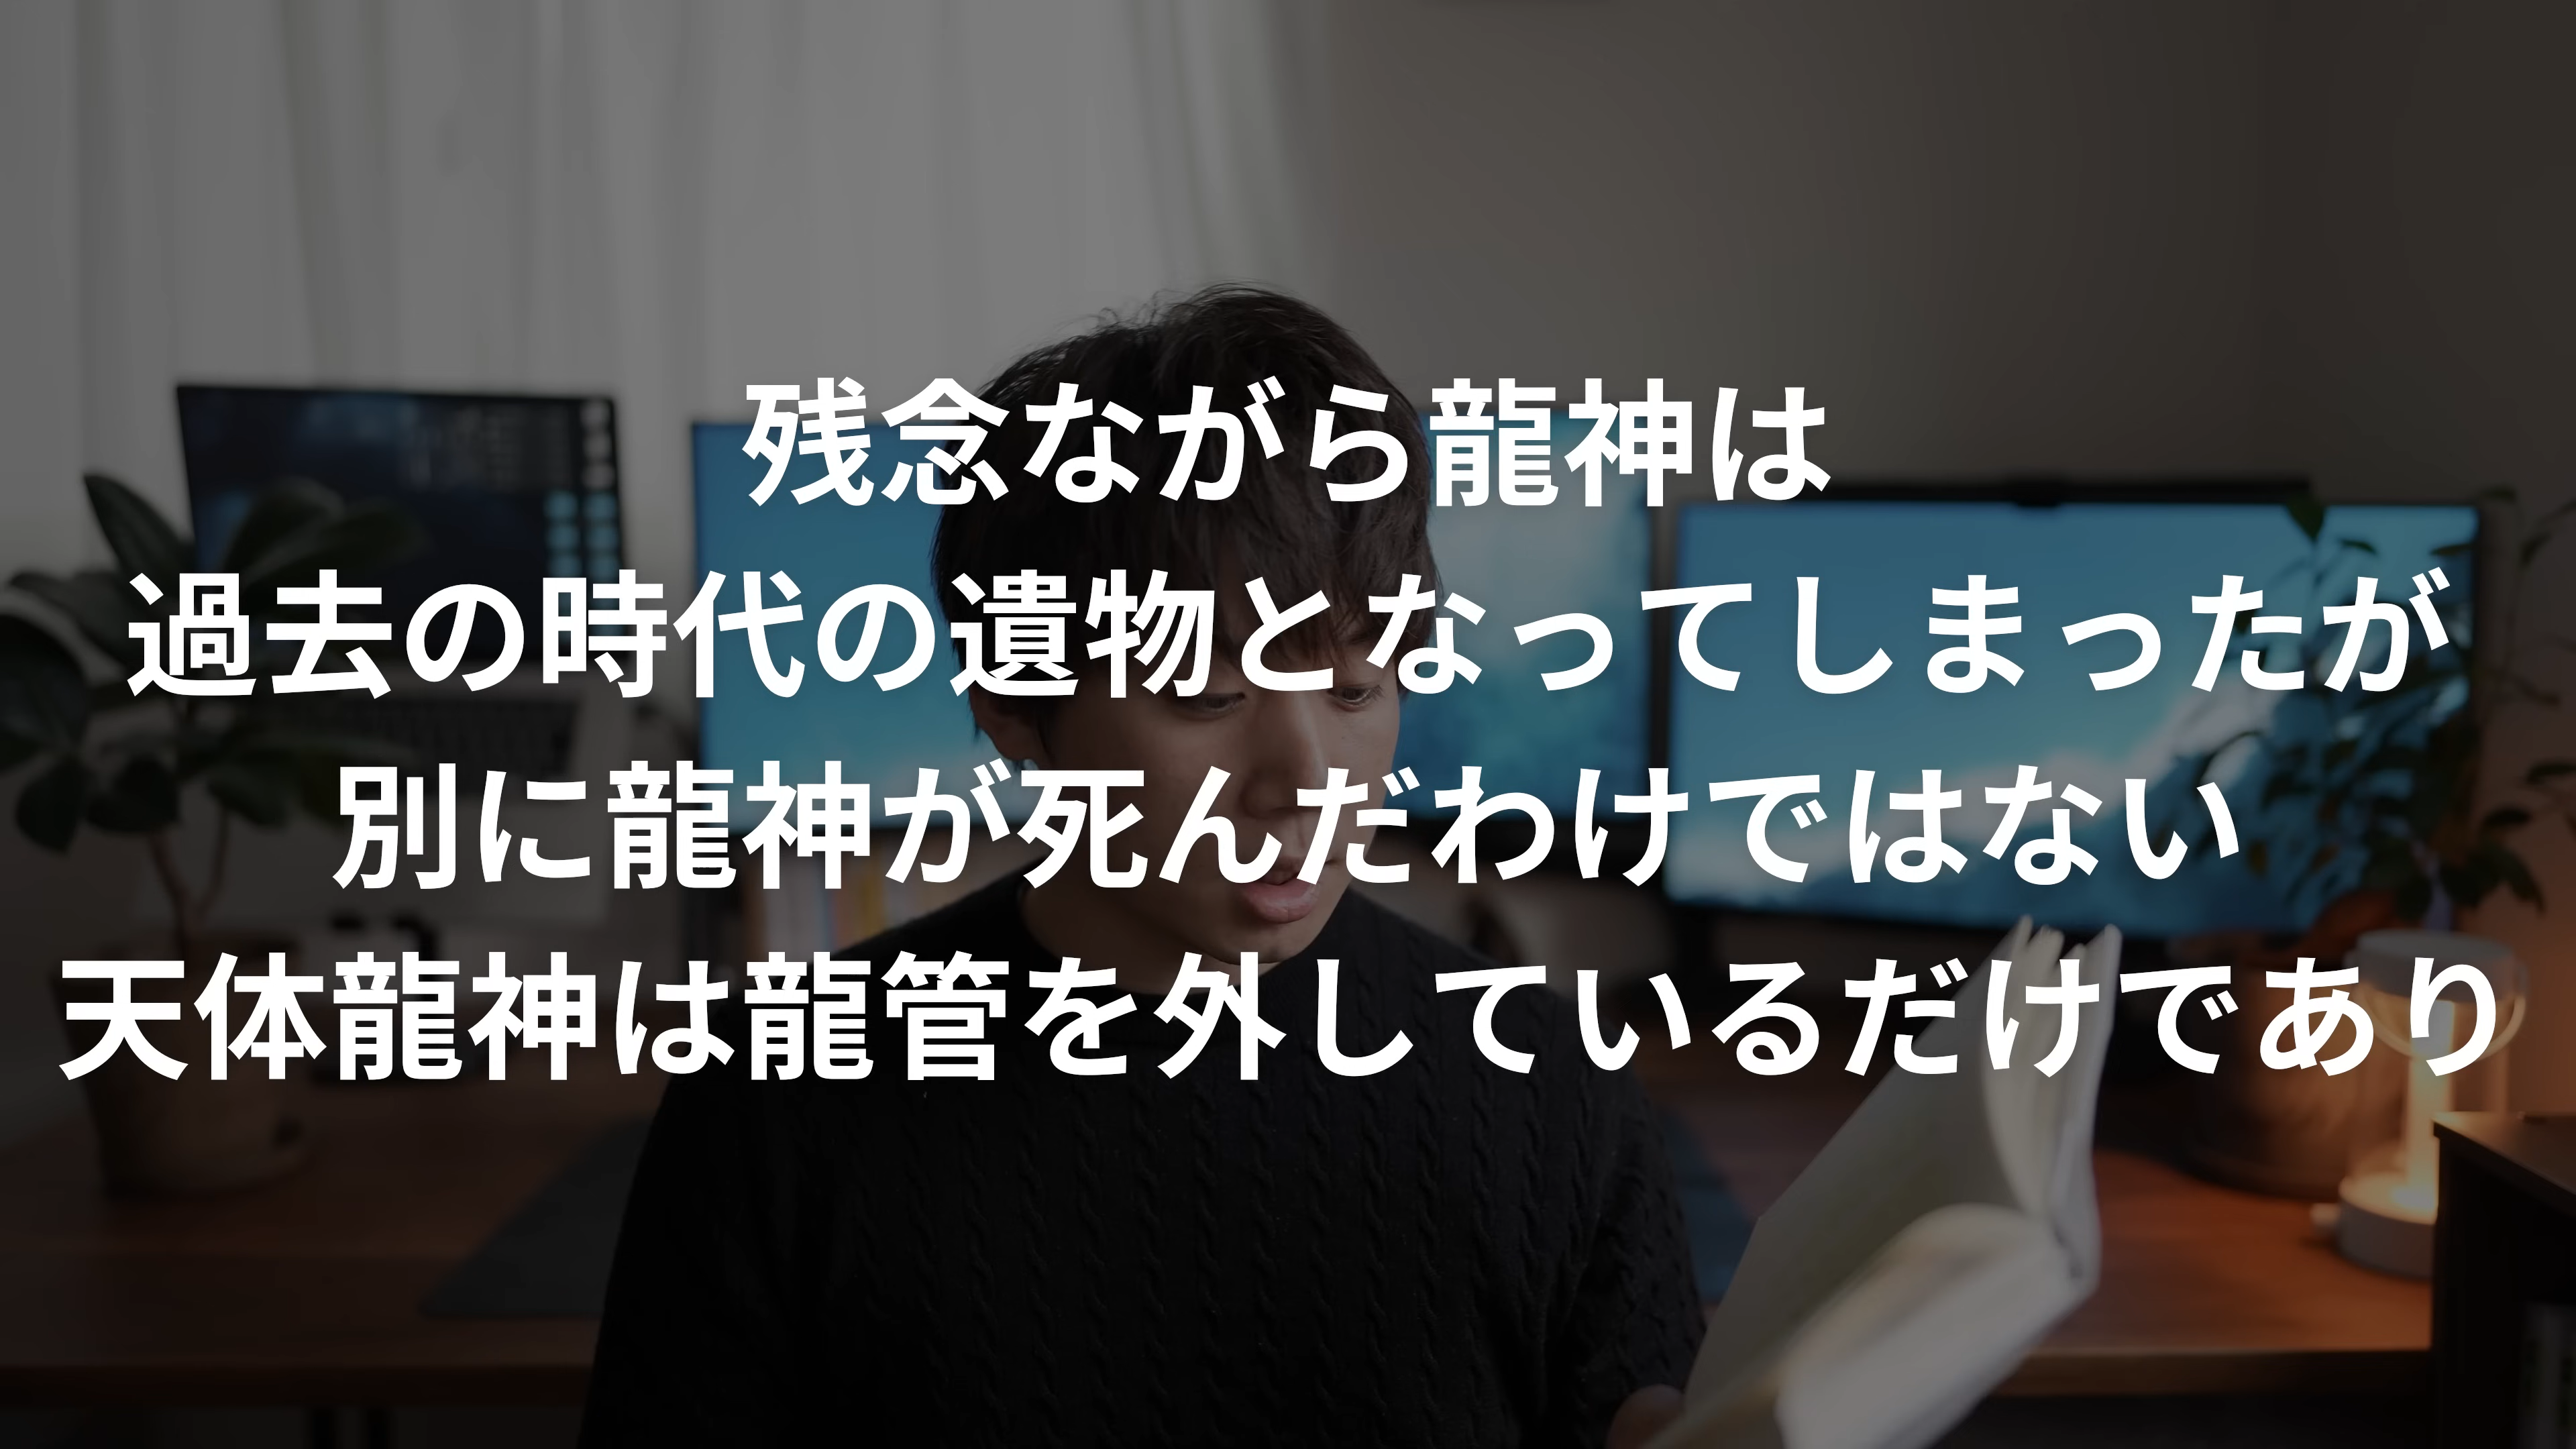 残念ながら龍神は
過去の時代の遺物となってしまったが
別に龍神が死んだわけではない
天体龍神は龍管を外しているだけであり